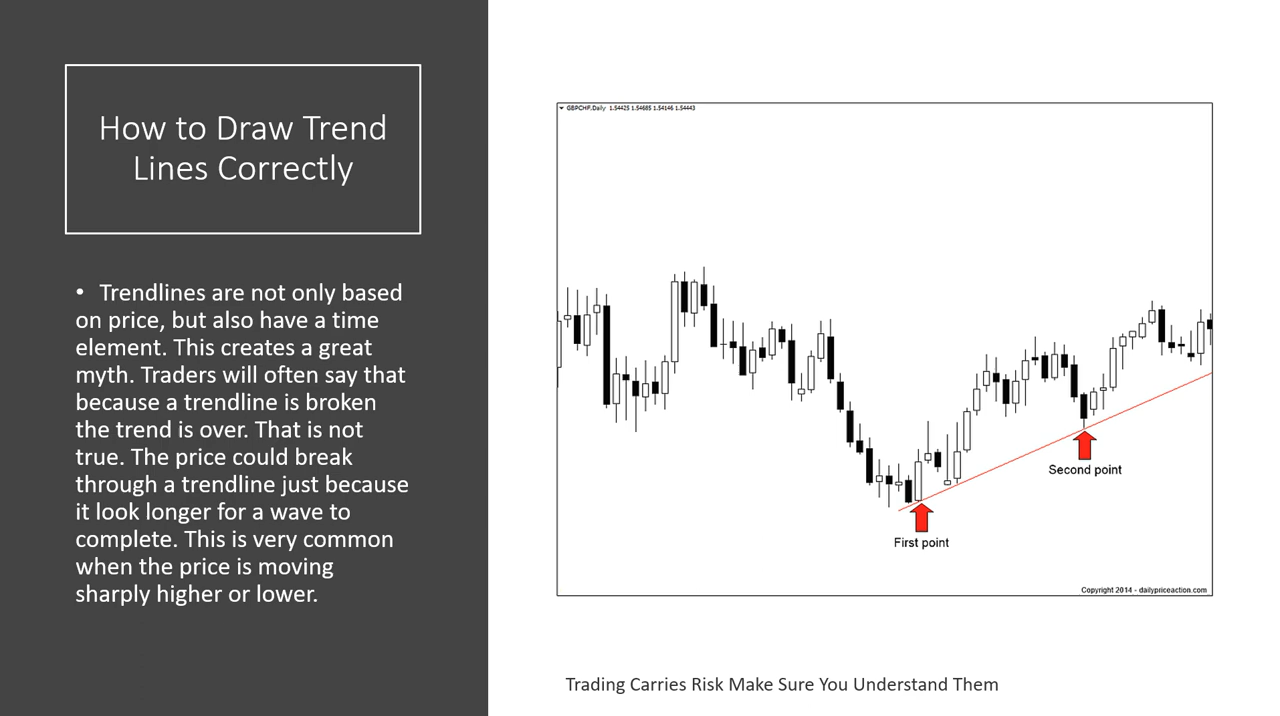 How to Draw Trend
Lines Correctly
• Trendlines are not only based
on price, but also have a time
element. This creates a great
myth. Traders will often say that
because a trendline is broken
the trend is over. That is not
true. The price could break
through a trendline just because
it look longer for a wave to
complete. This is very common
when the price is moving
sharply higher or lower.
GBPCHF,Daily 1.54425 1.54685 1.54146 1.54443
Second point
First point
Copyright 2014 - dailypriceaction.com
Trading Carries Risk Make Sure You Understand Them